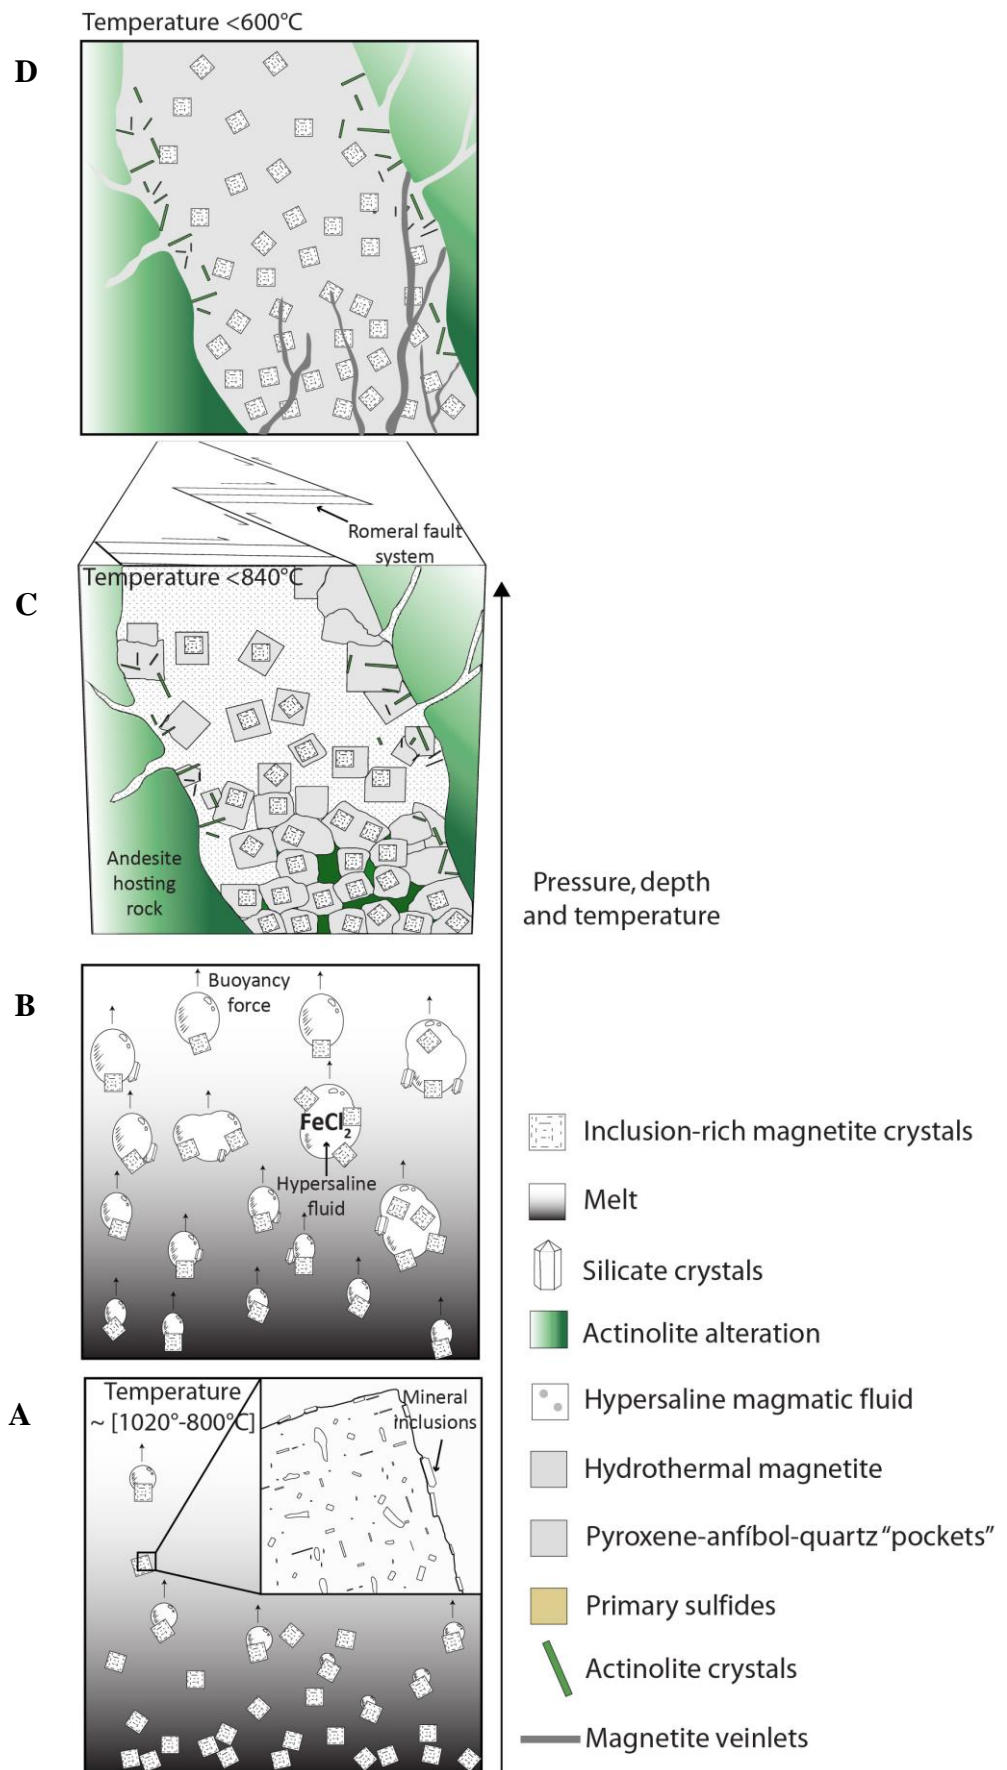 Temperature <600°C
D
Romeral fault
system
Temperature <840°C
C
Andesite
hosting
rock
Pressure, depth
and temperature
B
Buoyancy
force
FeCl2
Hypersaline
fluid
Inclusion-rich magnetite crystals
Melt
Silicate crystals
Actinolite alteration
Hypersaline magmatic fluid
Hydrothermal magnetite
Pyroxene-anfíbol-quartz “pockets”
Primary sulfides
Actinolite crystals
Magnetite veinlets
A
Temperature
~ [1020°-800°C]
Mineral
inclusions